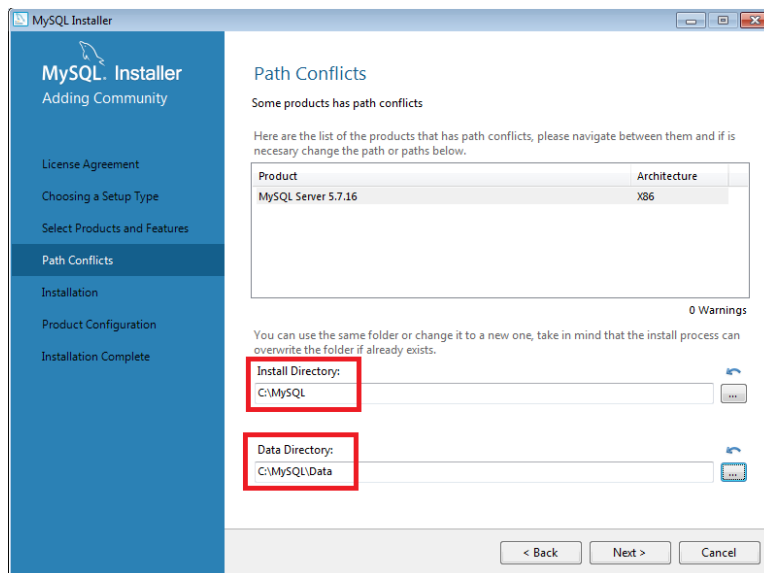 MySQL Installer
MySQL. Installer
Adding Community
License Agreement
Choosing a Setup Type
Select Products and Features
Path Conflicts
Installation
Product Configuration
Installation Complete
Path Conflicts
Some products has path conflicts
Here are the list of the products that has path conflicts, please navigate between them and if is
necesary change the path or paths below.
Product Architecture
MySQL Server 5.7.16 X86
0 Warnings
You can use the same folder or change it to a new one, take in mind that the install process can
overwrite the folder if already exists.
Install Directory:
C:\MySQL
...
Data Directory:
C:\MySQL\Data
...
< Back Next > Cancel